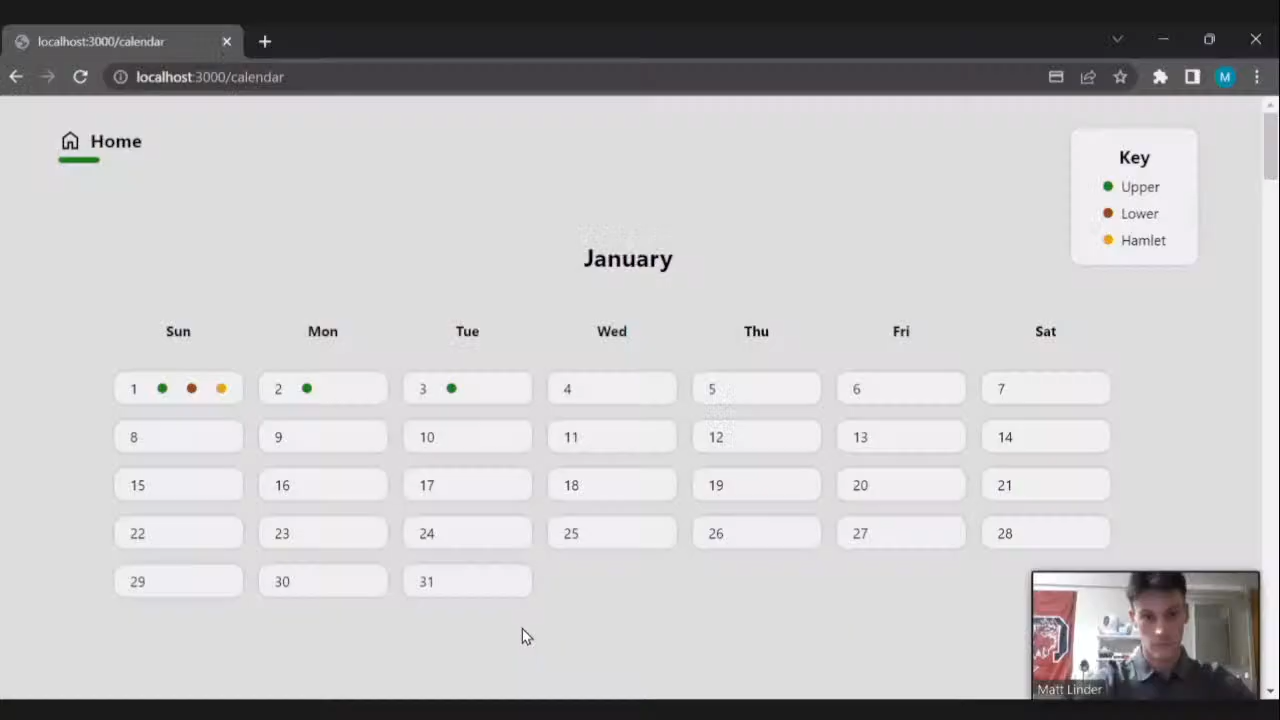 localhost:3000/calendar
localhost:3000/calendar
M
Home
Key
Upper
Lower
Hamlet
January
Sun Mon Tue Wed Thu Fri Sat
1 2 3 4 5 6 7
8 9 10 11 12 13 14
15 16 17 18 19 20 21
22 23 24 25 26 27 28
29 30 31
Matt Linder